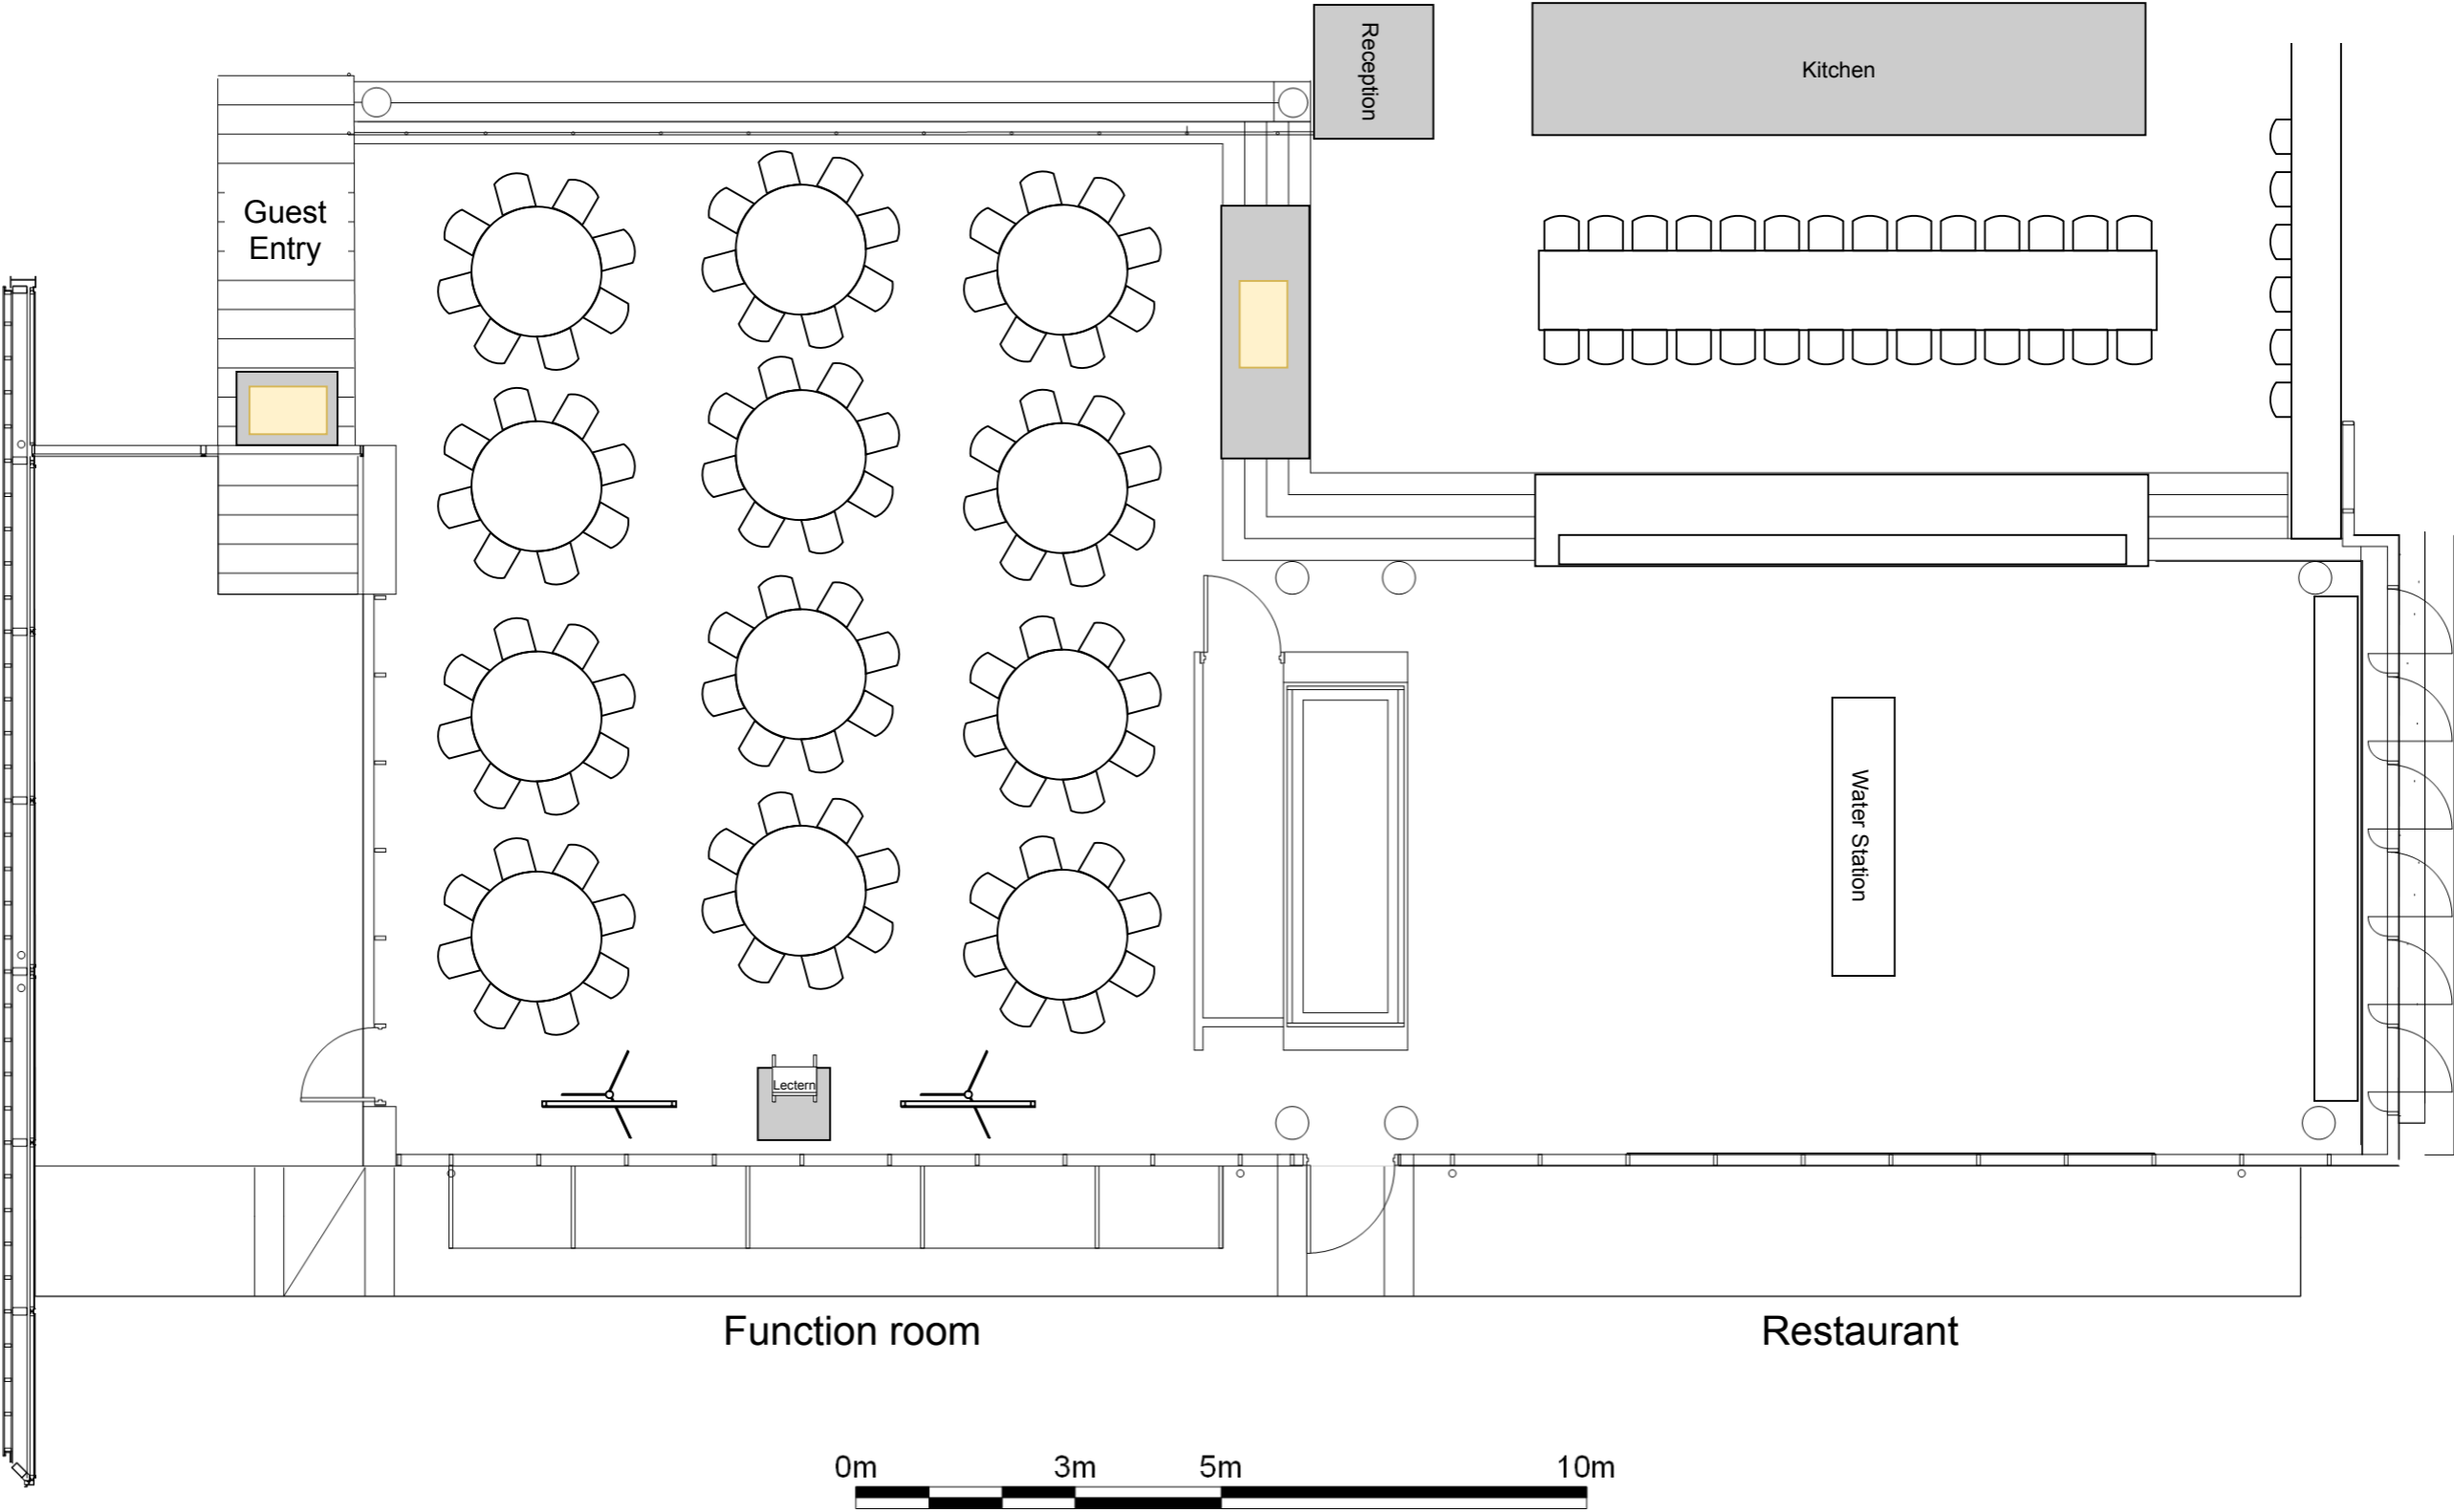 Reception
Kitchen
Guest
Entry
Water Station
Lectern
Function room
Restaurant
0m
3m
5m
10m